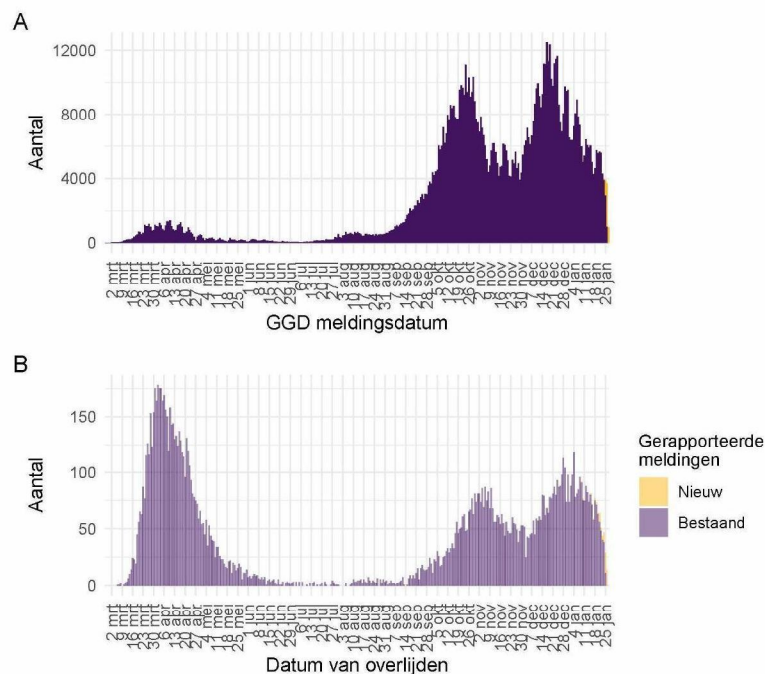 A
12000
8000
4000
0
Aantal
2 mrt
9 mrt
16 mrt
23 mrt
30 mrt
6 apr
13 apr
20 apr
27 apr
4 mei
11 mei
18 mei
25 mei
1 jun
8 jun
15 jun
22 jun
29 jun
6 jul
13 jul
20 jul
27 jul
3 aug
10 aug
17 aug
24 aug
31 aug
7 sep
14 sep
21 sep
28 sep
5 okt
12 okt
19 okt
26 okt
2 nov
9 nov
16 nov
23 nov
30 nov
7 dec
14 dec
21 dec
28 dec
4 jan
11 jan
18 jan
25 jan
GGD meldingsdatum
B
150
100
50
0
Aantal
2 mrt
9 mrt
16 mrt
23 mrt
30 mrt
6 apr
13 apr
20 apr
27 apr
4 mei
11 mei
18 mei
25 mei
1 jun
8 jun
15 jun
22 jun
29 jun
6 jul
13 jul
20 jul
27 jul
3 aug
10 aug
17 aug
24 aug
31 aug
7 sep
14 sep
21 sep
28 sep
5 okt
12 okt
19 okt
26 okt
2 nov
9 nov
16 nov
23 nov
30 nov
7 dec
14 dec
21 dec
28 dec
4 jan
11 jan
18 jan
25 jan
Datum van overlijden
Gerapporteerde
meldingen
Nieuw
Bestaand